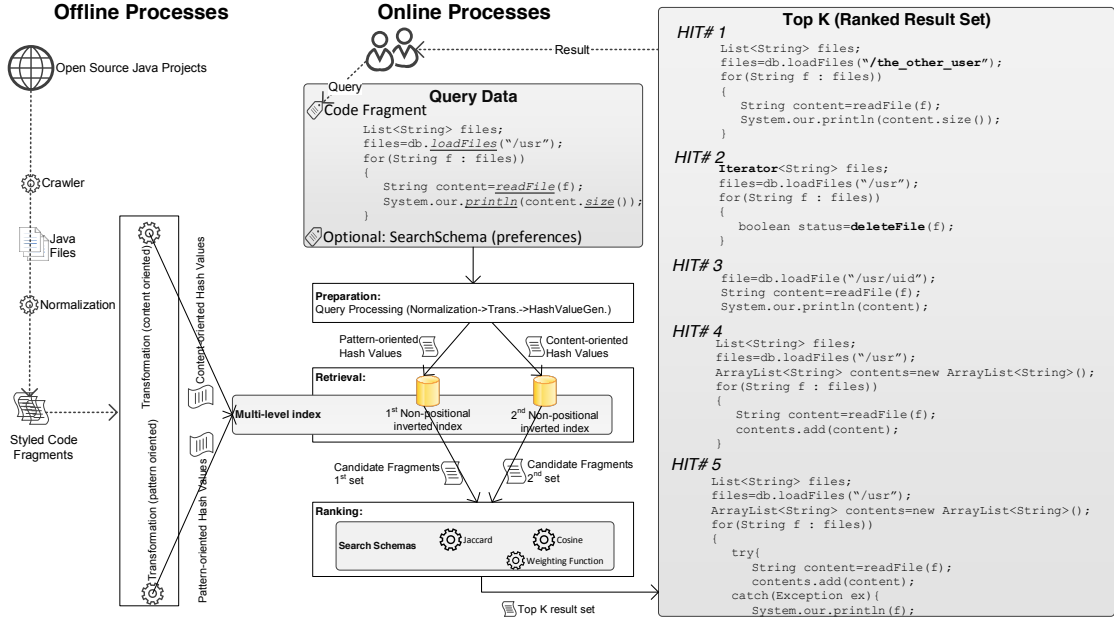 Offline Processes
Open Source Java Projects
Crawler
Java
Files
Normalization
Styled Code
Fragments
Transformation (content oriented)
Transformation (pattern oriented)
Content-oriented Hash Values
Pattern-oriented Hash Values
Online Processes
Result
Query
Query Data
Code Fragment
List<String> files;
files=db.loadFiles(“/usr”);
for(String f : files))
{
String content=readFile(f);
System.our.println(content.size());
}
Optional: SearchSchema (preferences)
Preparation:
Query Processing (Normalization->Trans.->HashValueGen.)
Pattern-oriented
Hash Values
Content-oriented
Hash Values
Retrieval:
Multi-level index
1st Non-positional
inverted index
2nd Non-positional
inverted index
Candidate Fragments
1st set
Candidate Fragments
2nd set
Ranking:
Search Schemas
Jaccard
Cosine
Weighting Function
Top K result set
Top K (Ranked Result Set)
HIT# 1
List<String> files;
files=db.loadFiles(“/the_other_user”);
for(String f : files))
{
String content=readFile(f);
System.our.println(content.size());
}
HIT# 2
Iterator<String> files;
files=db.loadFiles(“/usr”);
for(String f : files))
{
boolean status=deleteFile(f);
}
HIT# 3
file=db.loadFile(“/usr/uid”);
String content=readFile(f);
System.our.println(content);
HIT# 4
List<String> files;
files=db.loadFiles(“/usr”);
ArrayList<String> contents=new ArrayList<String>();
for(String f : files))
{
String content=readFile(f);
contents.add(content);
}
HIT# 5
List<String> files;
files=db.loadFiles(“/usr”);
ArrayList<String> contents=new ArrayList<String>();
for(String f : files))
{
try{
String content=readFile(f);
contents.add(content);
catch(Exception ex){
System.our.println(f);